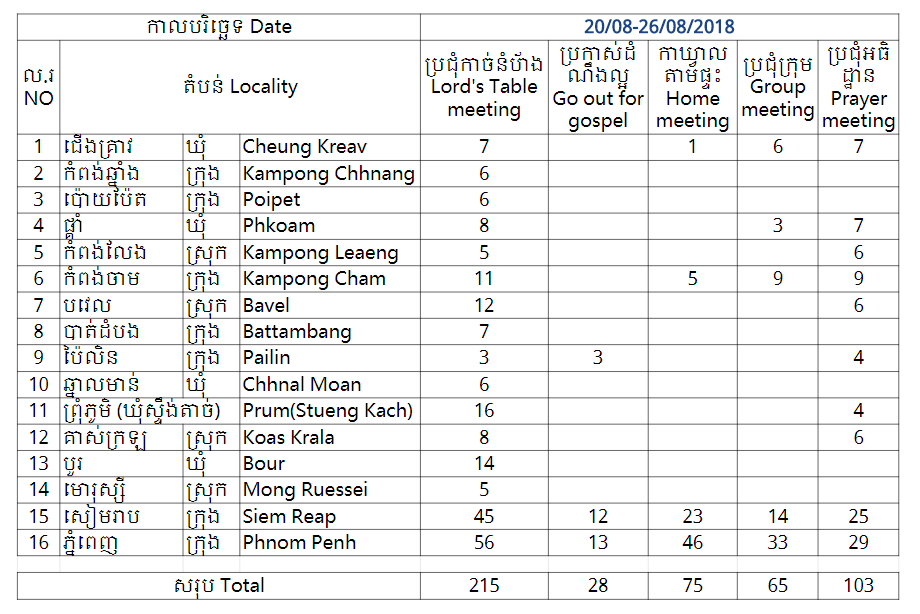 កាលបរិច្ឆេទ Date 20/08-26/08/2018
ល.រ NO តំបន់ Locality ប្រជុំកាច់នំប័ាង Lord's Table meeting ប្រកាស់ដំណឹងល្អ Go out for gospel កាឃ្វាលតាមផ្ទះ Home meeting ប្រជុំក្រុម Group meeting ប្រជុំអធិដ្ឋាន Prayer meeting
1 ជើងគ្រាវ ឃុំ Cheung Kreav 7 1 6 7
2 កំពង់ឆ្នាំង ក្រុង Kampong Chhnang 6
3 ប៉ោយប៉ែត ក្រុង Poipet 6
4 ផ្គាំ ឃុំ Phkoam 8 3 7
5 កំពង់លែង ស្រុក Kampong Leaeng 5 6
6 កំពង់ចាម ក្រុង Kampong Cham 11 5 9 9
7 បវេល ស្រុក Bavel 12 6
8 បាត់ដំបង ក្រុង Battambang 7
9 ប៉ៃលិន ក្រុង Pailin 3 3 4
10 ឆ្នាលមាន់ ឃុំ Chhnal Moan 6
11 ព្រុំភូមិ (ឃុំស្ទឹង់តាច់) Prum(Stueng Kach) 16 4
12 គាស់ក្រឡ ស្រុក Koas Krala 8 6
13 បួរ ឃុំ Bour 14
14 មោរុស្សី ស្រុក Mong Ruessei 5
15 សៀមរាប ក្រុង Siem Reap 45 12 23 14 25
16 ភ្នំពេញ ក្រុង Phnom Penh 56 13 46 33 29
សរុប Total 215 28 75 65 103